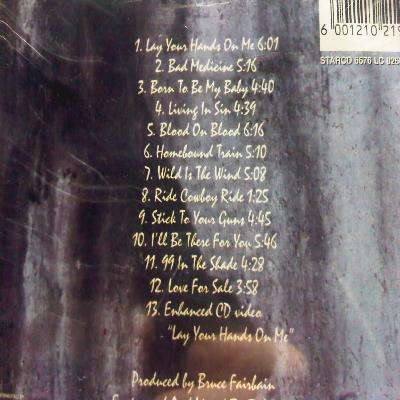 6 001210 219
STARCD 6576 LC 026
1. Lay Your Hands On Me 6:01
2. Bad Medicine 5:16
3. Born To Be My Baby 4:40
4. Living In Sin 4:39
5. Blood On Blood 6:16
6. Homebound Train 5:10
7. Wild Is The Wind 5:08
8. Ride Cowboy Ride 1:25
9. Stick To Your Guns 4:45
10. I'll Be There For You 5:46
11. 99 In The Shade 4:28
12. Love For Sale 3:58
13. Enhanced CD video
"Lay Your Hands On Me"
Produced by Bruce Fairbain